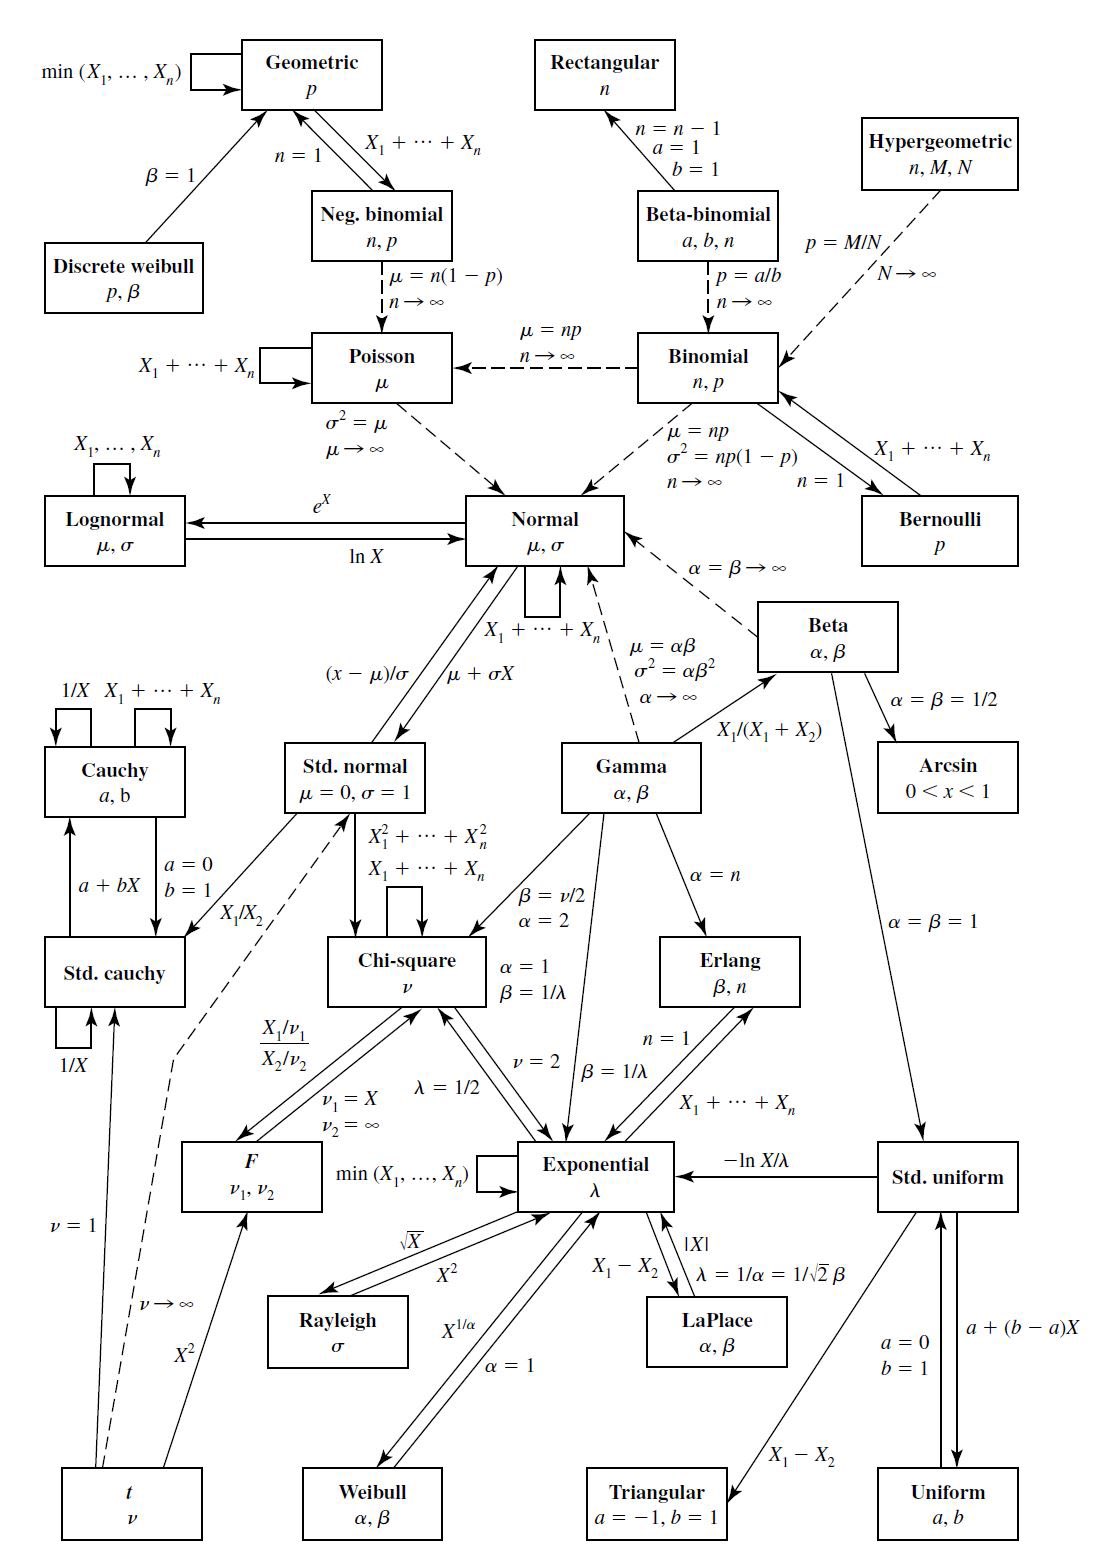 Geometric
p
min (X₁, … , Xₙ)
Rectangular
n
n = n − 1
a = 1
b = 1
Hypergeometric
n, M, N
X₁ + ⋯ + Xₙ
n = 1
β = 1
Neg. binomial
n, p
Beta-binomial
a, b, n
p = M/N
N → ∞
Discrete weibull
p, β
μ = n(1 − p)
n → ∞
p = a/b
n → ∞
μ = np
n → ∞
Poisson
μ
X₁ + ⋯ + Xₙ
Binomial
n, p
σ² = μ
μ → ∞
μ = np
σ² = np(1 − p)
n → ∞
n = 1
X₁ + ⋯ + Xₙ
X₁, … , Xₙ
Lognormal
μ, σ
eˣ
ln X
Normal
μ, σ
Bernoulli
p
α = β → ∞
X₁ + ⋯ + Xₙ
Beta
α, β
μ = αβ
σ² = αβ²
α → ∞
(x − μ)/σ
μ + σX
1/X
X₁ + ⋯ + Xₙ
α = β = 1/2
X₁/(X₁ + X₂)
Cauchy
a, b
Std. normal
μ = 0, σ = 1
Gamma
α, β
Arcsin
0 < x < 1
X₁² + ⋯ + Xₙ²
X₁ + ⋯ + Xₙ
a + bX
a = 0
b = 1
X₁/X₂
β = ν/2
α = 2
α = n
α = β = 1
Std. cauchy
Chi-square
ν
α = 1
β = 1/λ
Erlang
β, n
1/X
X₁/ν₁
X₂/ν₂
n = 1
ν = 2
β = 1/λ
λ = 1/2
ν₁ = X
ν₂ = ∞
X₁ + ⋯ + Xₙ
F
ν₁, ν₂
min (X₁, …, Xₙ)
Exponential
λ
−ln X/λ
Std. uniform
ν = 1
√X
X²
X₁ − X₂
|X|
λ = 1/α = 1/√2 β
ν → ∞
X²
Rayleigh
σ
X^1/α
α = 1
LaPlace
α, β
a = 0
b = 1
a + (b − a)X
X₁ − X₂
t
ν
Weibull
α, β
Triangular
a = −1, b = 1
Uniform
a, b